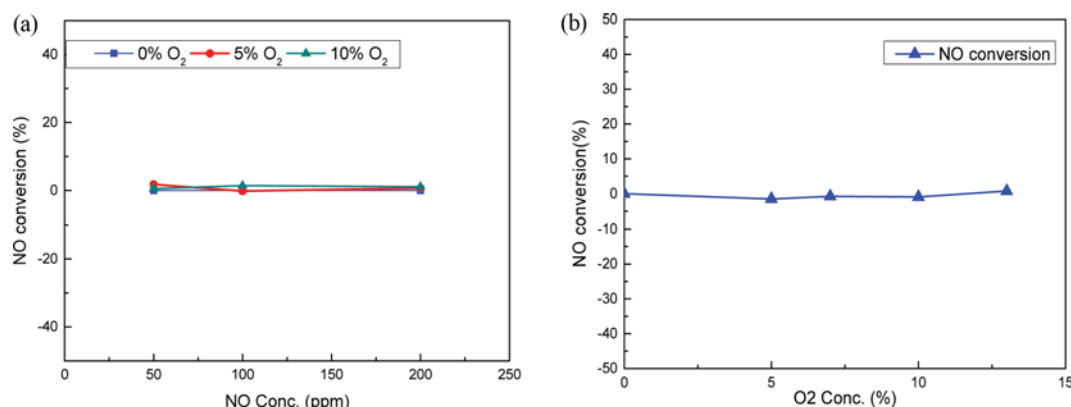 (a)
0% O2 5% O2 10% O2
40
20
0
-20
-40
NO conversion (%)
0 50 100 150 200 250
NO Conc. (ppm)
(b)
NO conversion
50
40
30
20
10
0
-10
-20
-30
-40
-50
NO conversion(%)
0 5 10 15
O2 Conc. (%)